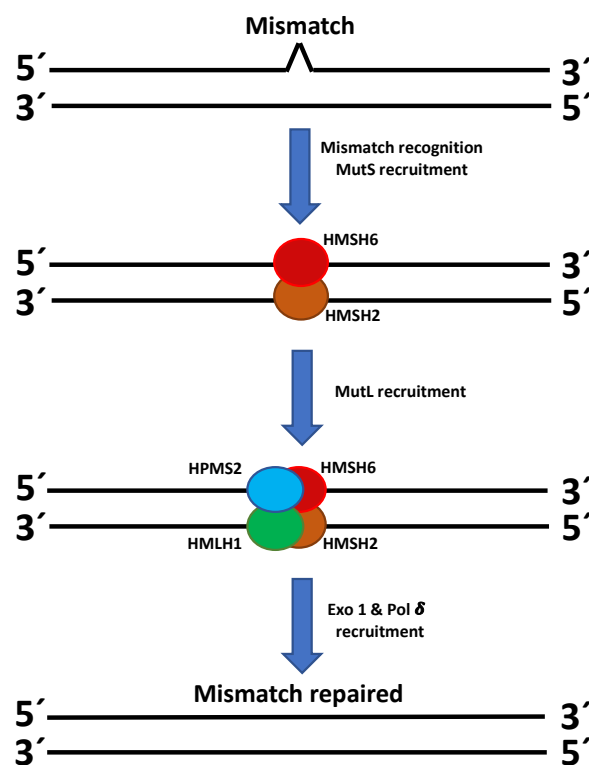 Mismatch
5´ 3´
3´ 5´
Mismatch recognition
MutS recruitment
HMSH6
5´ 3´
3´ 5´
HMSH2
MutL recruitment
HPMS2 HMSH6
5´ 3´
3´ 5´
HMLH1 HMSH2
Exo 1 & Pol δ
recruitment
Mismatch repaired
5´ 3´
3´ 5´